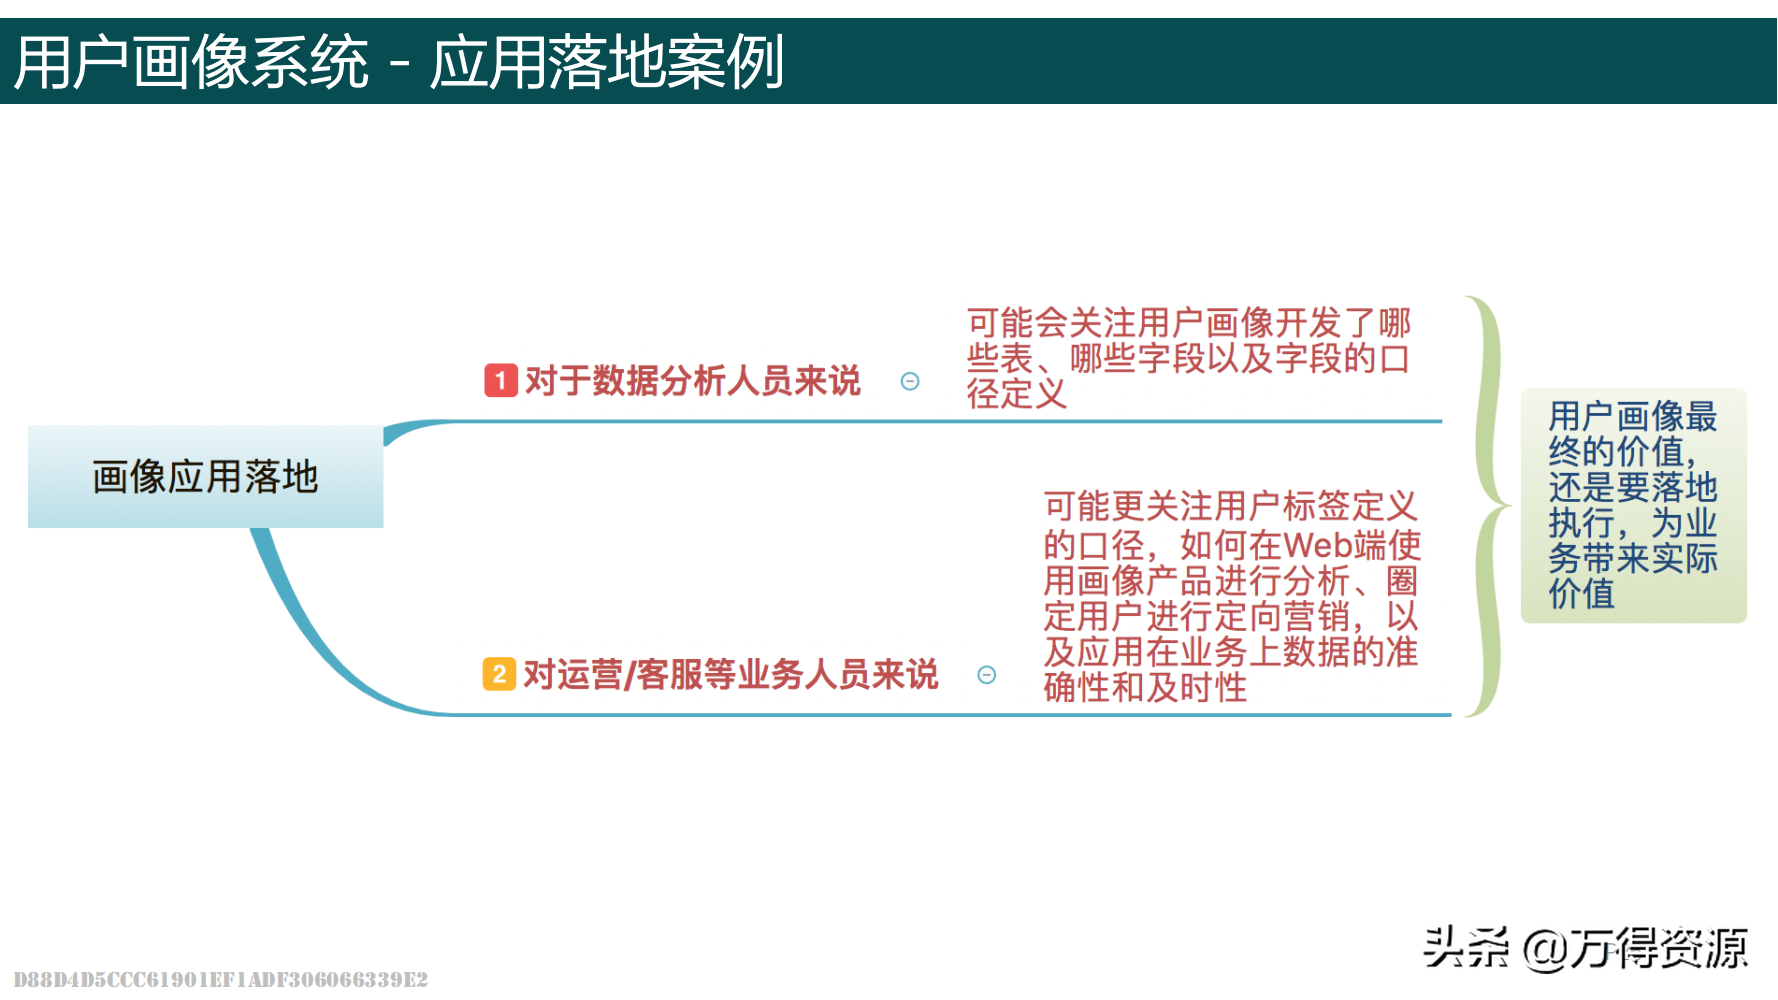 用户画像系统 - 应用落地案例
可能会关注用户画像开发了哪
些表、哪些字段以及字段的口
径定义
1 对于数据分析人员来说
画像应用落地
可能更关注用户标签定义
的口径，如何在Web端使
用画像产品进行分析、圈
定用户进行定向营销，以
及应用在业务上数据的准
确性和及时性
2 对运营/客服等业务人员来说
用户画像最
终的价值，
还是要落地
执行，为业
务带来实际
价值
头条 @万得资源
D88D4D5CCC61901EF1ADF306066339E2